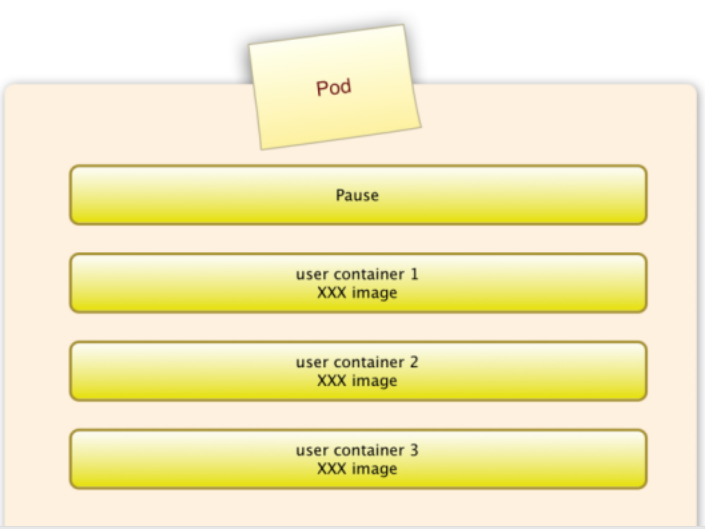 Pod
Pause
user container 1
XXX image
user container 2
XXX image
user container 3
XXX image